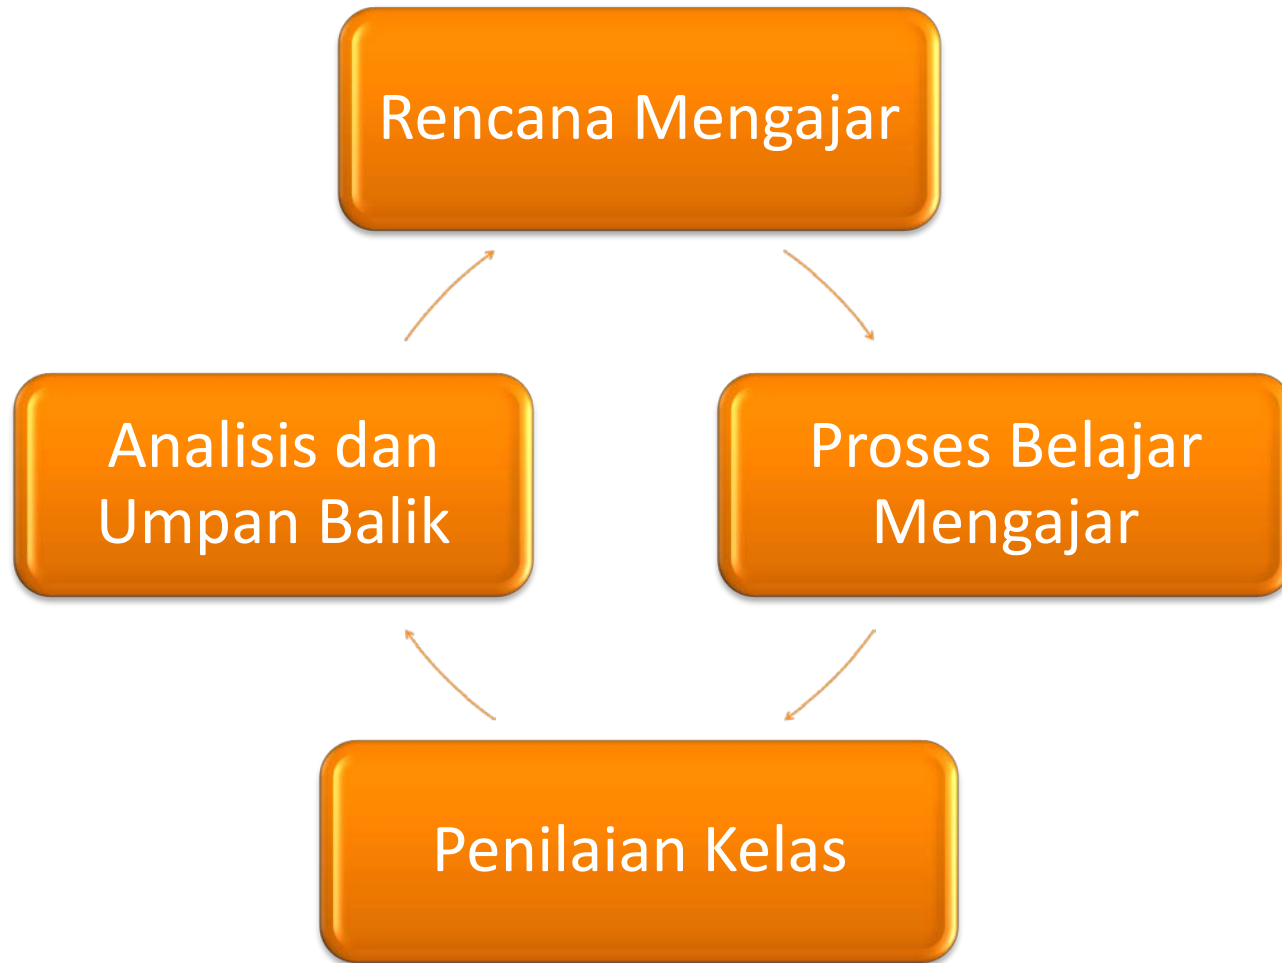 Rencana Mengajar
Analisis dan
Umpan Balik
Proses Belajar
Mengajar
Penilaian Kelas